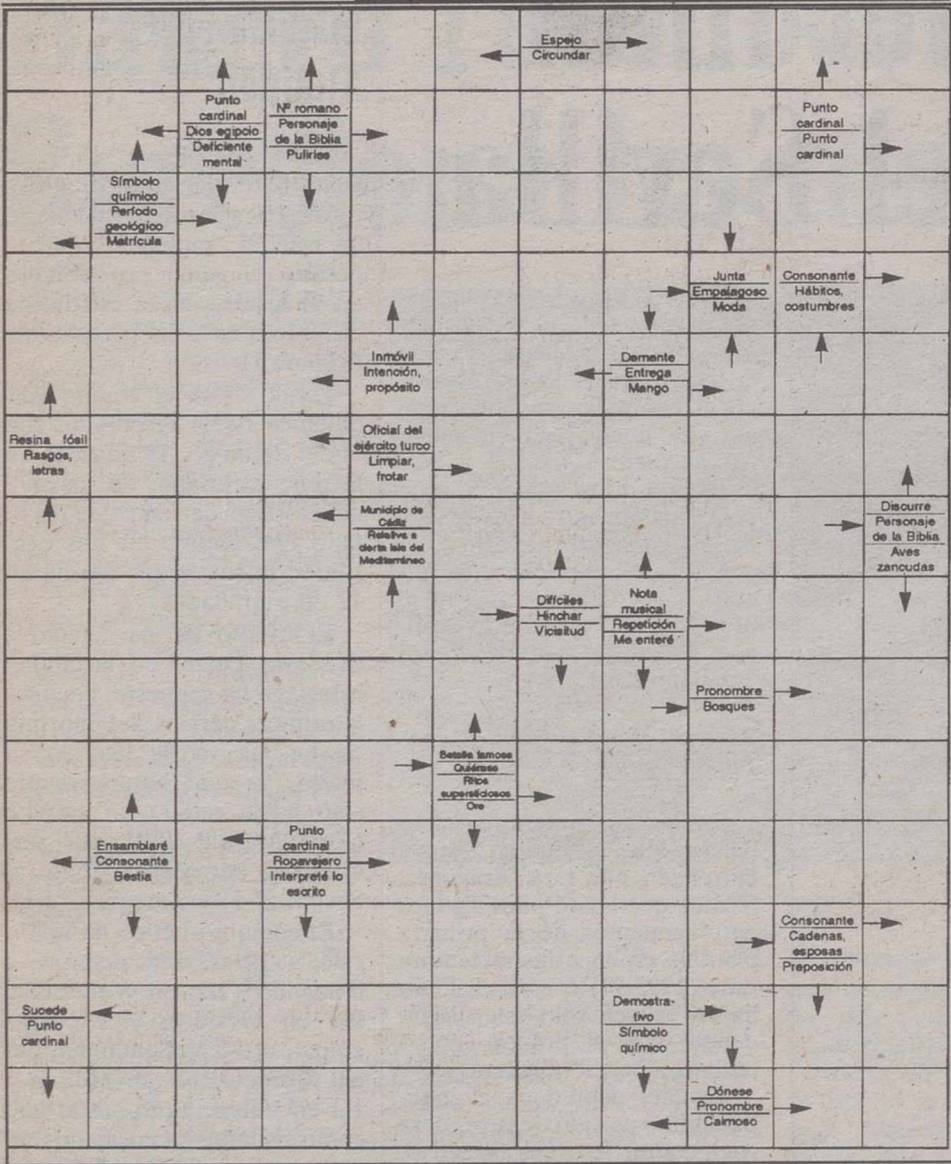 Espejo
Circundar
Punto
cardinal
Dios egipcio
Deficiente
mental
Nº romano
Personaje
de la Biblia
Pulirles
Punto
cardinal
Punto
cardinal
Símbolo
químico
Período
geológico
Matrícula
Junta
Empalagoso
Moda
Consonante
Hábitos,
costumbres
Inmóvil
Intención,
propósito
Demente
Entrega
Mango
Resina fósil
Rasgos,
letras
Oficial del
ejército turco
Limpiar,
frotar
Municipio de
Cádiz
Relativa a
cierta isla del
Mediterráneo
Discurre
Personaje
de la Biblia
Aves
zancudas
Difíciles
Hinchar
Vicisitud
Nota
musical
Repetición
Me enteré
Pronombre
Bosques
Batalla famosa
Quiérase
Ritos
supersticiosos
Ore
Ensamblaré
Consonante
Bestia
Punto
cardinal
Ropavejero
Interpreté lo
escrito
Consonante
Cadenas,
esposas
Preposición
Sucede
Punto
cardinal
Demostra-
tivo
Símbolo
químico
Dónese
Pronombre
Calmoso